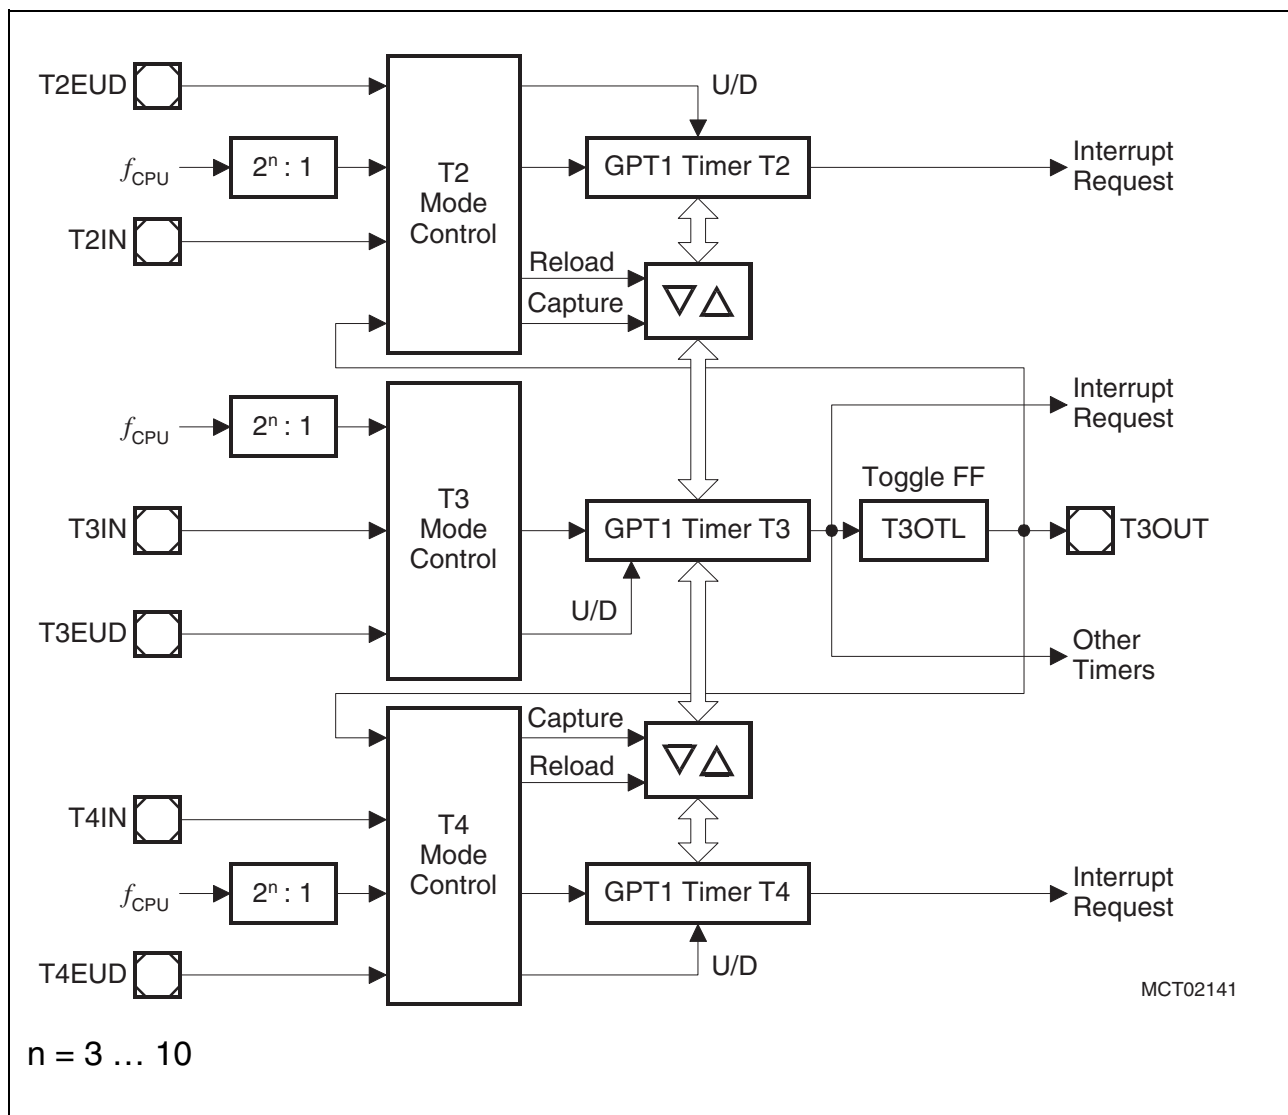 T2EUD
U/D
fCPU
2ⁿ : 1
T2
Mode
Control
GPT1 Timer T2
Interrupt
Request
T2IN
Reload
Capture
fCPU
2ⁿ : 1
Interrupt
Request
T3
Mode
Control
Toggle FF
T3IN
GPT1 Timer T3
T3OTL
T3OUT
U/D
T3EUD
Other
Timers
Capture
Reload
T4IN
T4
Mode
Control
fCPU
2ⁿ : 1
GPT1 Timer T4
Interrupt
Request
T4EUD
U/D
MCT02141
n = 3 … 10